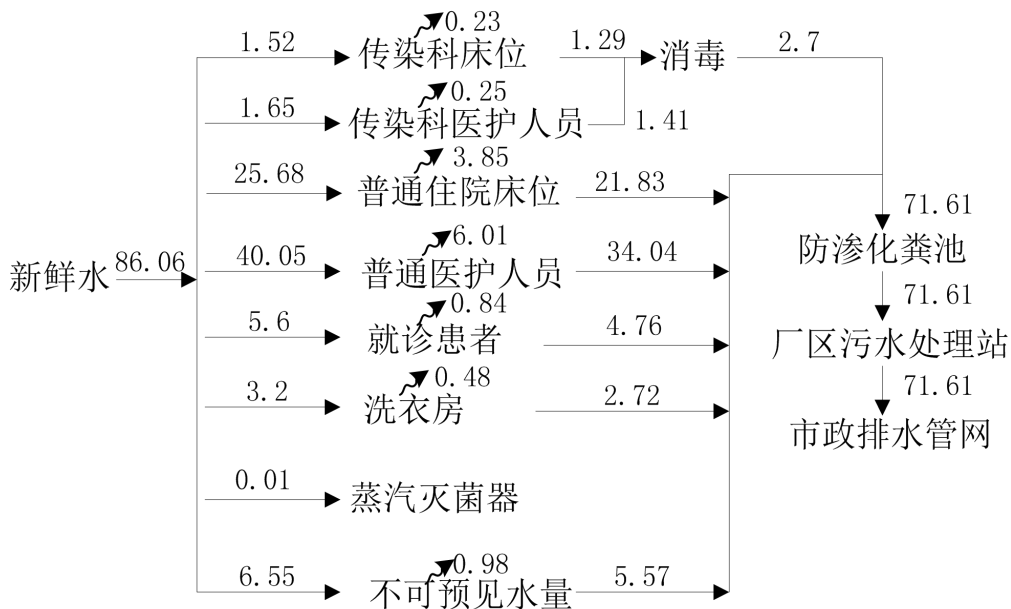 0.23
1.52 传染科床位 1.29 消毒 2.7
0.25
1.65 传染科医护人员 1.41
3.85
25.68 普通住院床位 21.83
71.61
6.01
防渗化粪池
新鲜水 86.06 40.05 普通医护人员 34.04
71.61
0.84
5.6 就诊患者 4.76
厂区污水处理站
0.48
71.61
3.2 洗衣房 2.72
市政排水管网
0.01 蒸汽灭菌器
0.98
6.55 不可预见水量 5.57